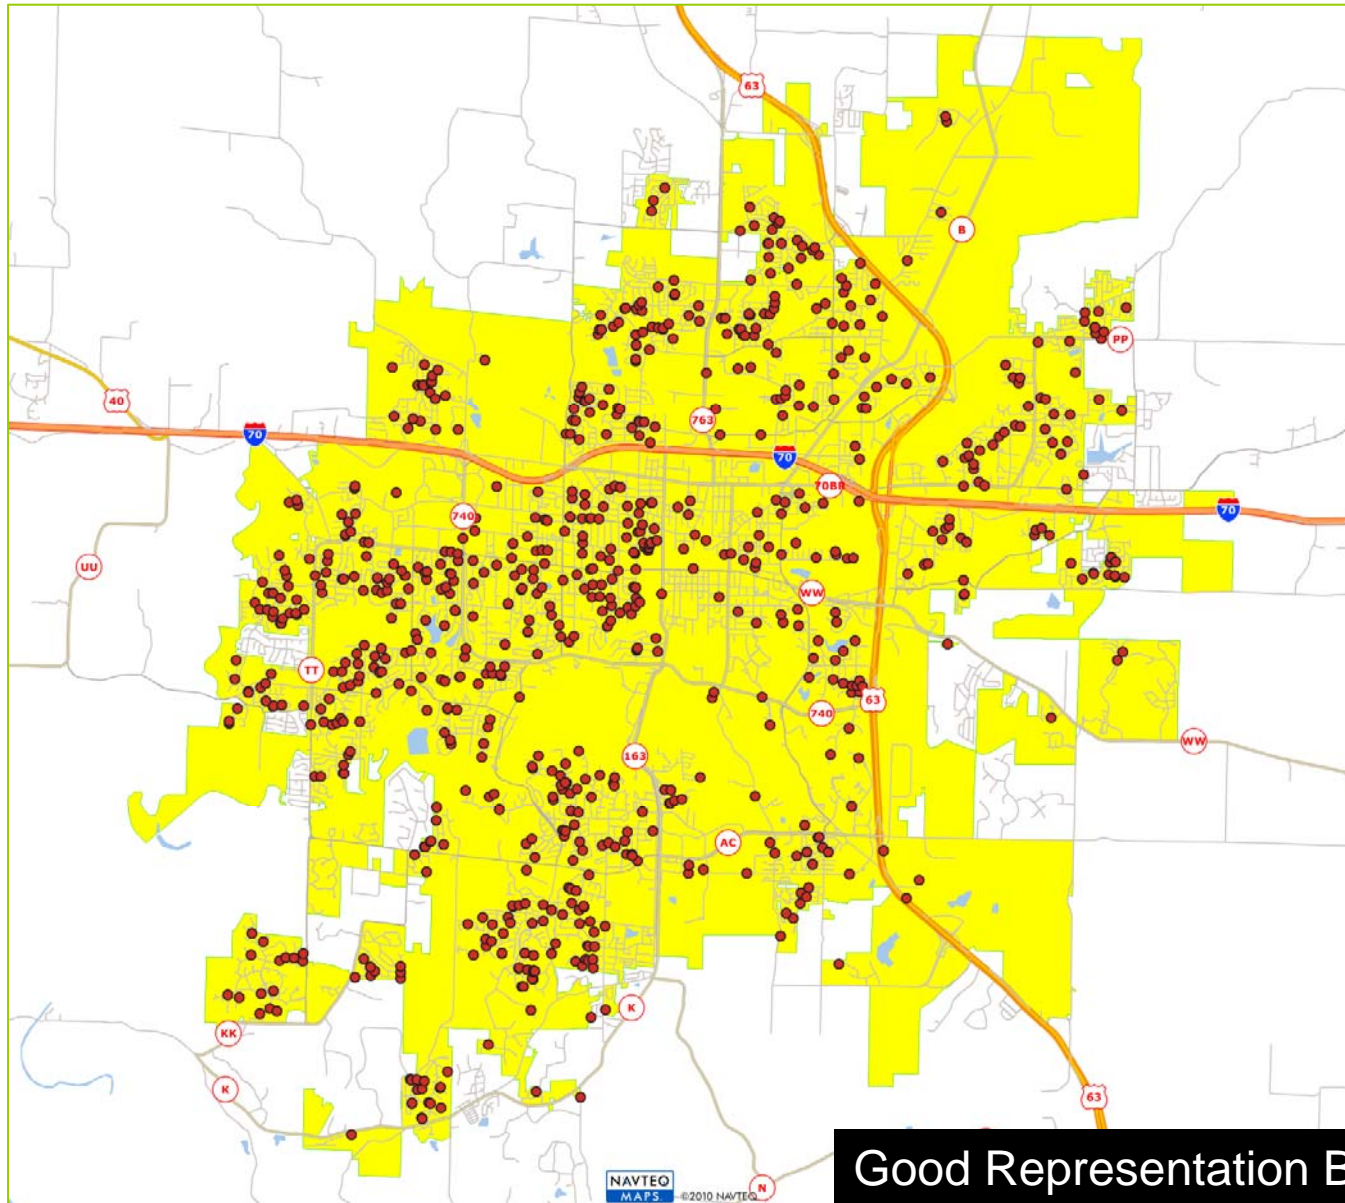 63
B
PP
40
70
763
70
70BR
740
70
UU
WW
TT
63
740
163
WW
AC
K
KK
K
63
NAVTEQ
MAPS.
©2010 NAVTEQ
N
Good Representation B